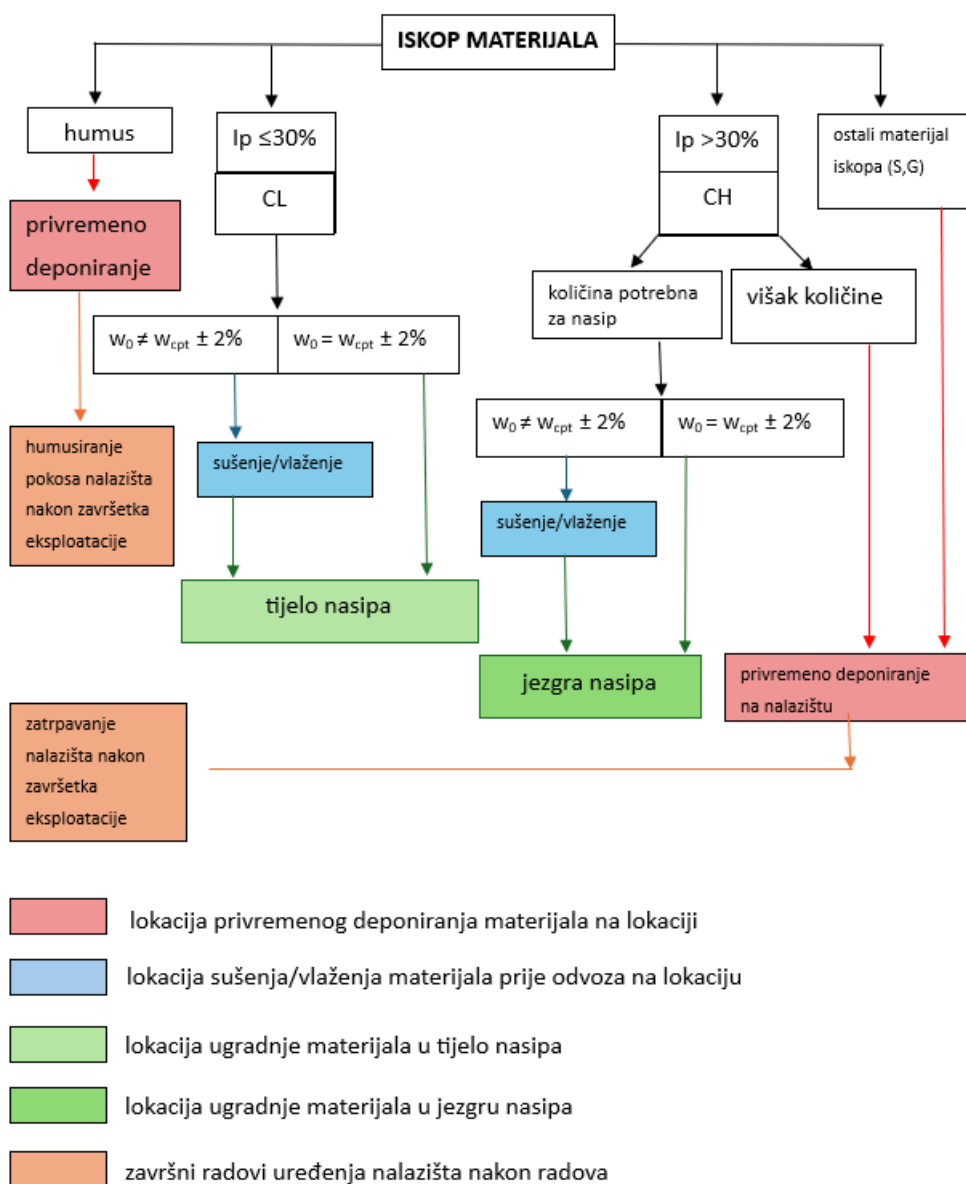 ISKOP MATERIJALA
humus
Ip ≤30%
CL
Ip >30%
CH
ostali materijal
iskopa (S,G)
privremeno
deponiranje
količina potrebna
za nasip
višak količine
w₀ ≠ wcpt ± 2%
w₀ = wcpt ± 2%
w₀ ≠ wcpt ± 2%
w₀ = wcpt ± 2%
humusiranje
pokosa nalazišta
nakon završetka
eksploatacije
sušenje/vlaženje
sušenje/vlaženje
tijelo nasipa
jezgra nasipa
privremeno deponiranje
na nalazištu
zatrpavanje
nalazišta nakon
završetka
eksploatacije
lokacija privremenog deponiranja materijala na lokaciji
lokacija sušenja/vlaženja materijala prije odvoza na lokaciju
lokacija ugradnje materijala u tijelo nasipa
lokacija ugradnje materijala u jezgru nasipa
završni radovi uređenja nalazišta nakon radova